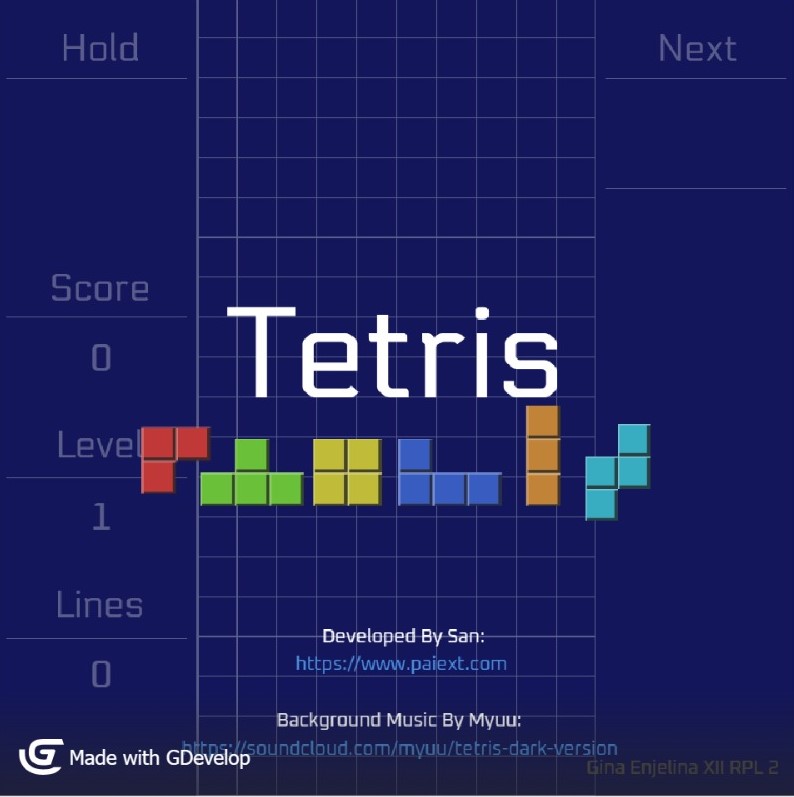 Hold
Next
Score
0
Tetris
Level
1
Lines
0
Developed By San:
https://www.paiext.com
Background Music By Myuu:
https://soundcloud.com/myuu/tetris-dark-version
Made with GDevelop
Gina Enjelina XII RPL 2